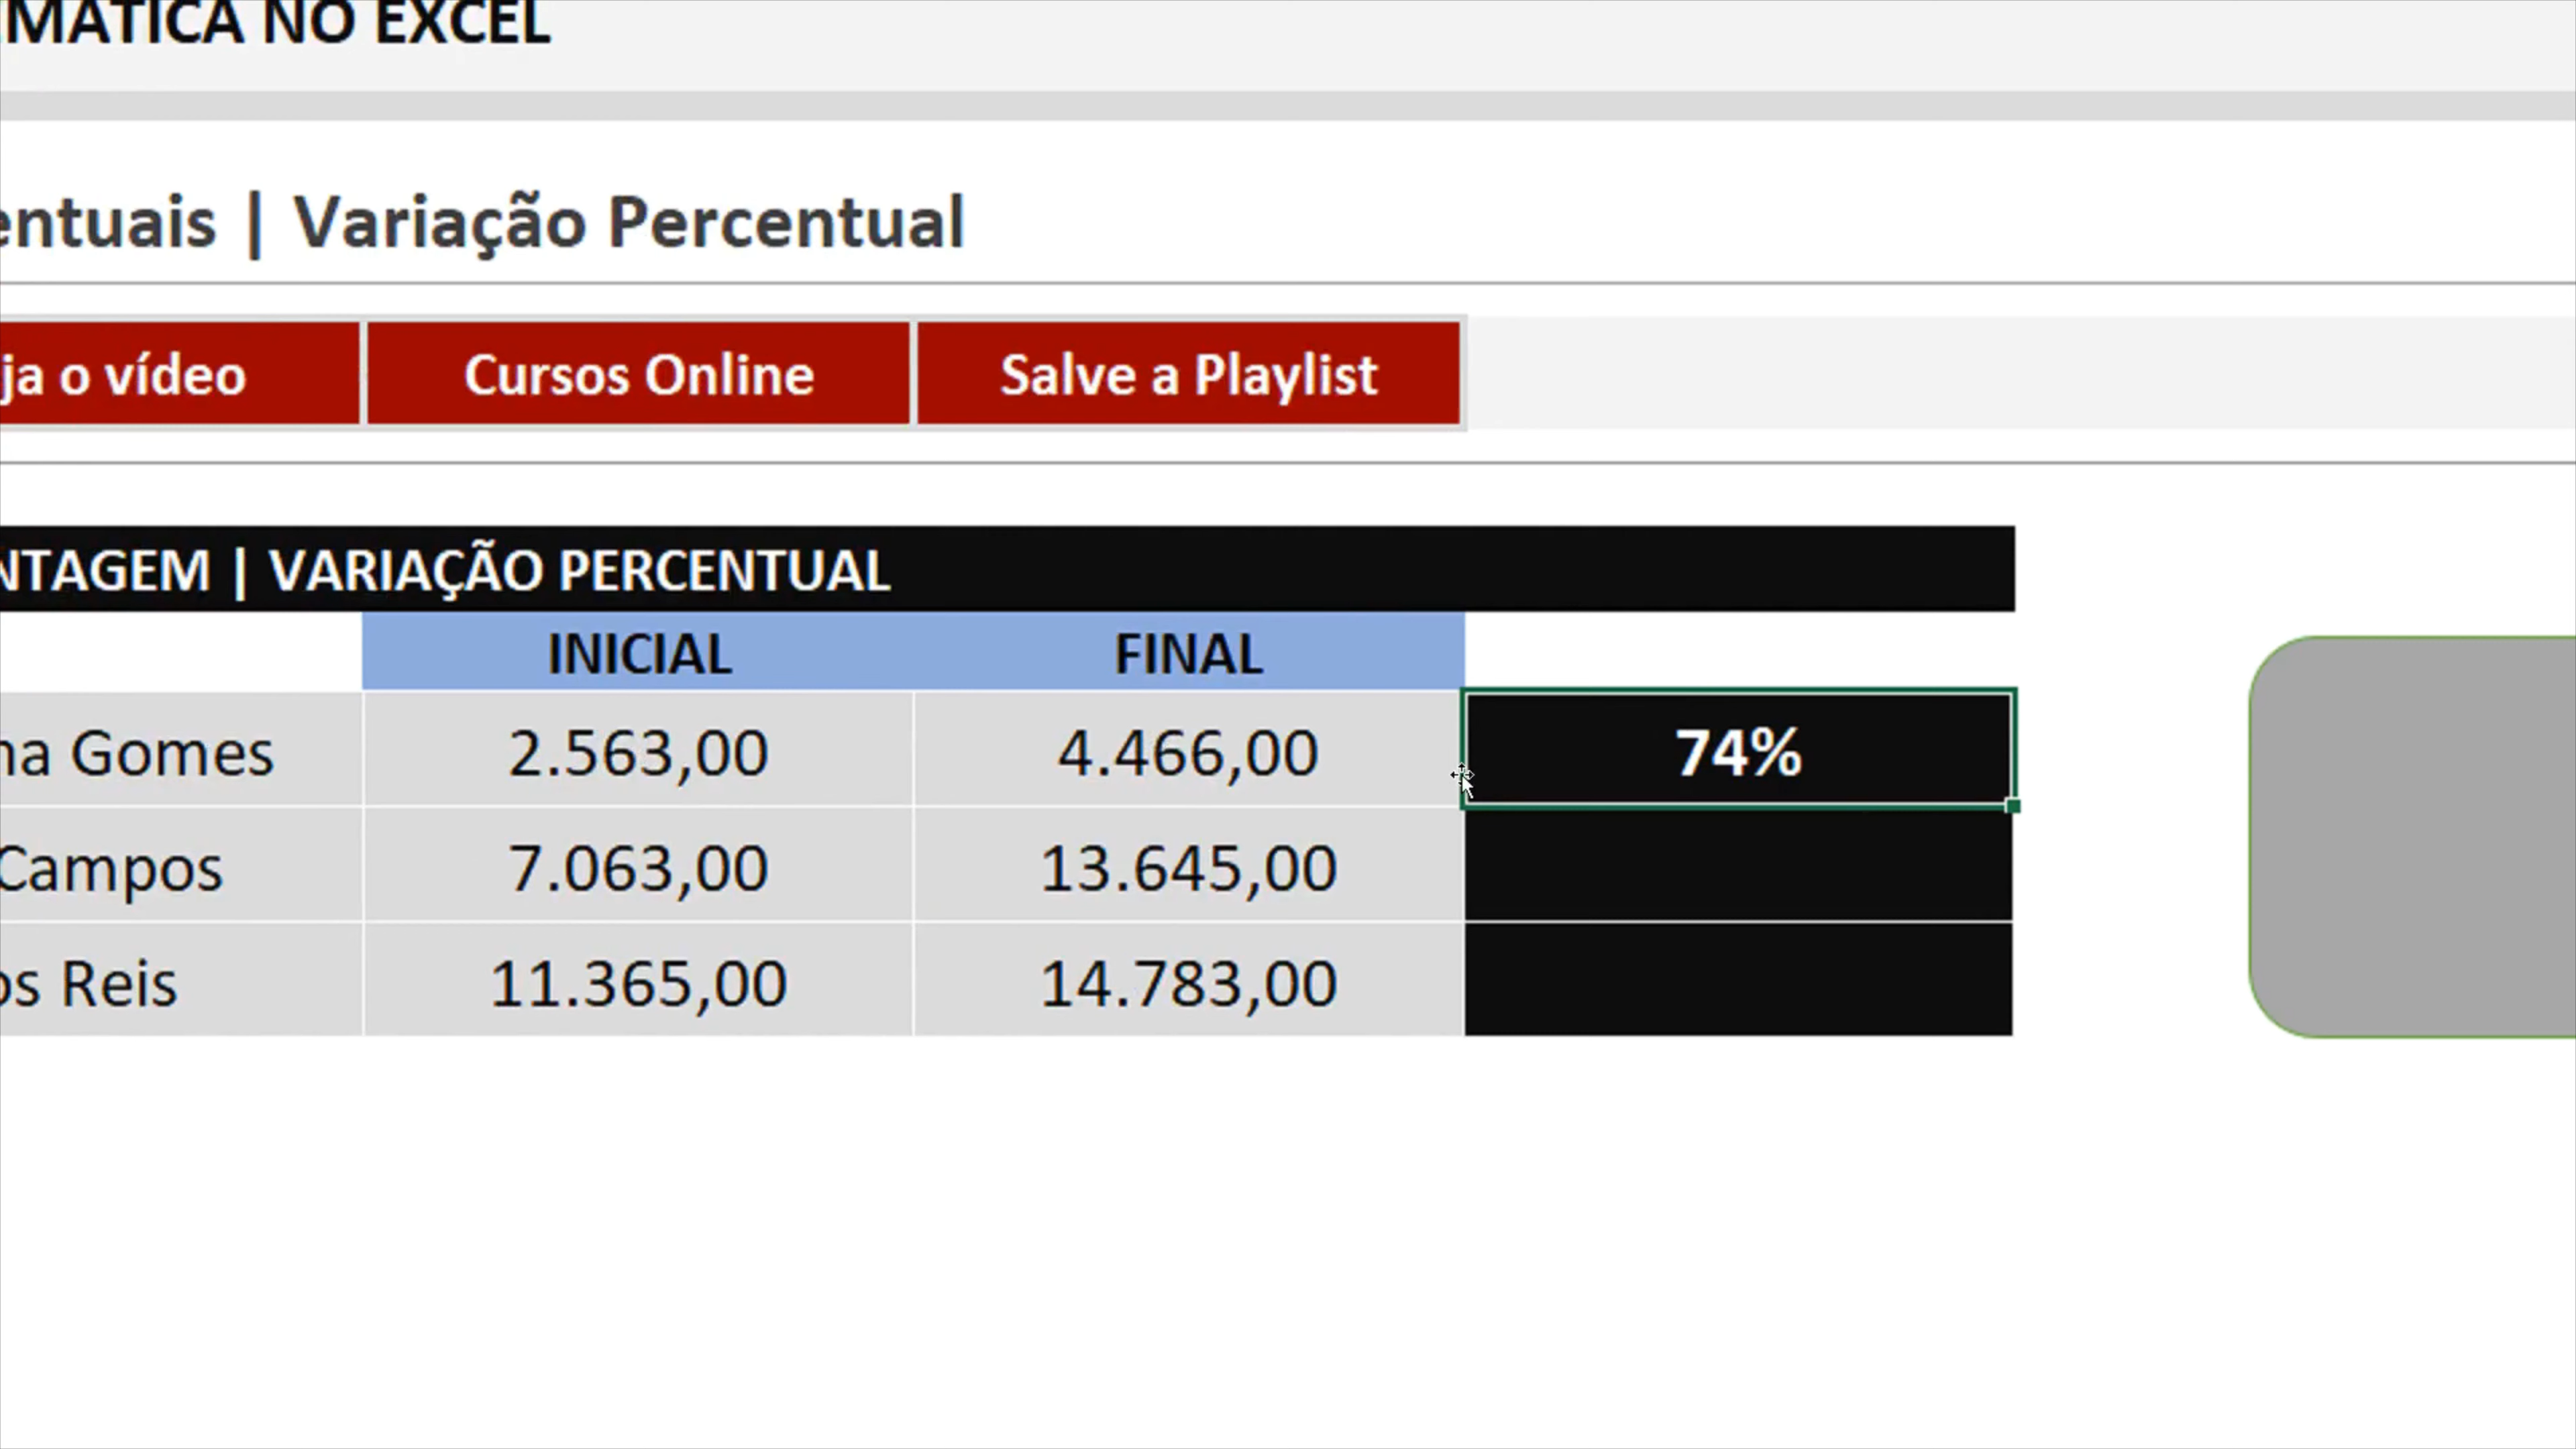 MATICA NO EXCEL
entuais | Variação Percentual
ja o vídeo Cursos Online Salve a Playlist
NTAGEM | VARIAÇÃO PERCENTUAL
INICIAL FINAL
na Gomes 2.563,00 4.466,00 74%
Campos 7.063,00 13.645,00
os Reis 11.365,00 14.783,00